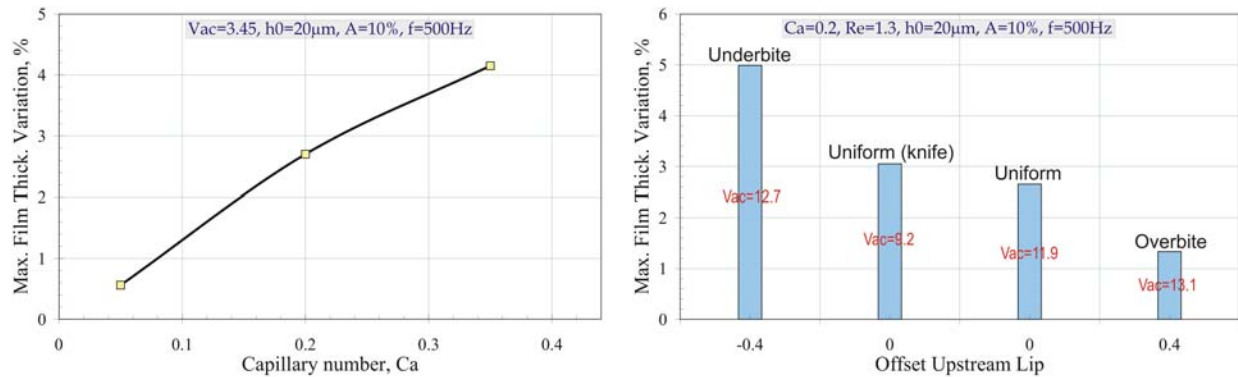 Vac=3.45, h0=20µm, A=10%, f=500Hz
Max. Film Thick. Variation, %
5
4
3
2
1
0
0 0.1 0.2 0.3 0.4
Capillary number, Ca
Ca=0.2, Re=1.3, h0=20µm, A=10%, f=500Hz
Max. Film Thick. Variation, %
6
5
4
3
2
1
0
Underbite
Vac=12.7
Uniform (knife)
Vac=9.2
Uniform
Vac=11.9
Overbite
Vac=13.1
-0.4 0 0 0.4
Offset Upstream Lip